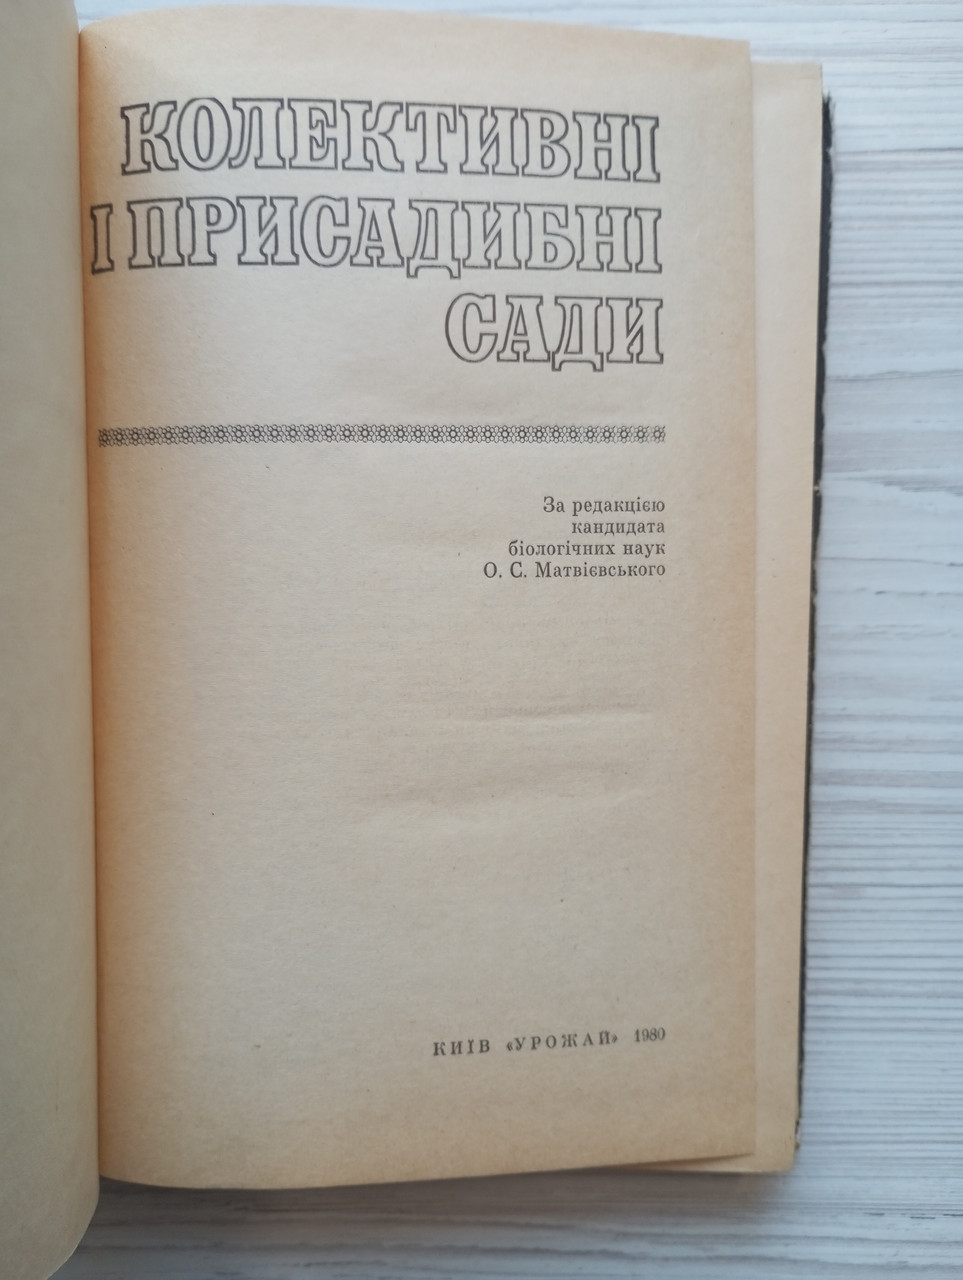 КОЛЕКТИВНІ
І ПРИСАДИБНІ
САДИ
За редакцією
кандидата
біологічних наук
О. С. Матвієвського
КИЇВ «УРОЖАЙ» 1980